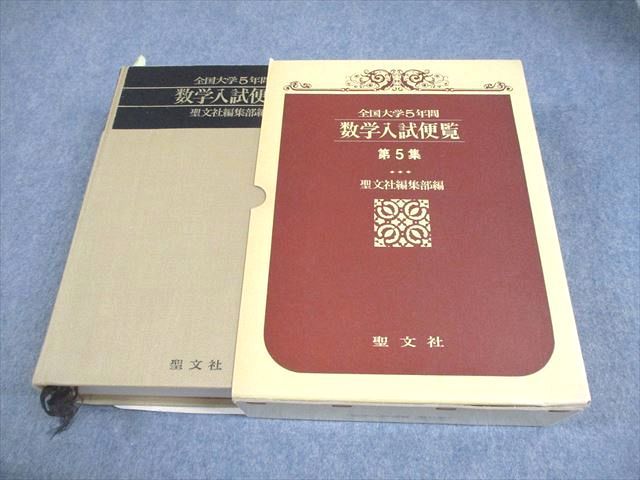 全国大学5年間
数学入試便
聖文社編集部編
聖文社
全国大学5年間
数学入試便覧
第5集
聖文社編集部編
聖文社